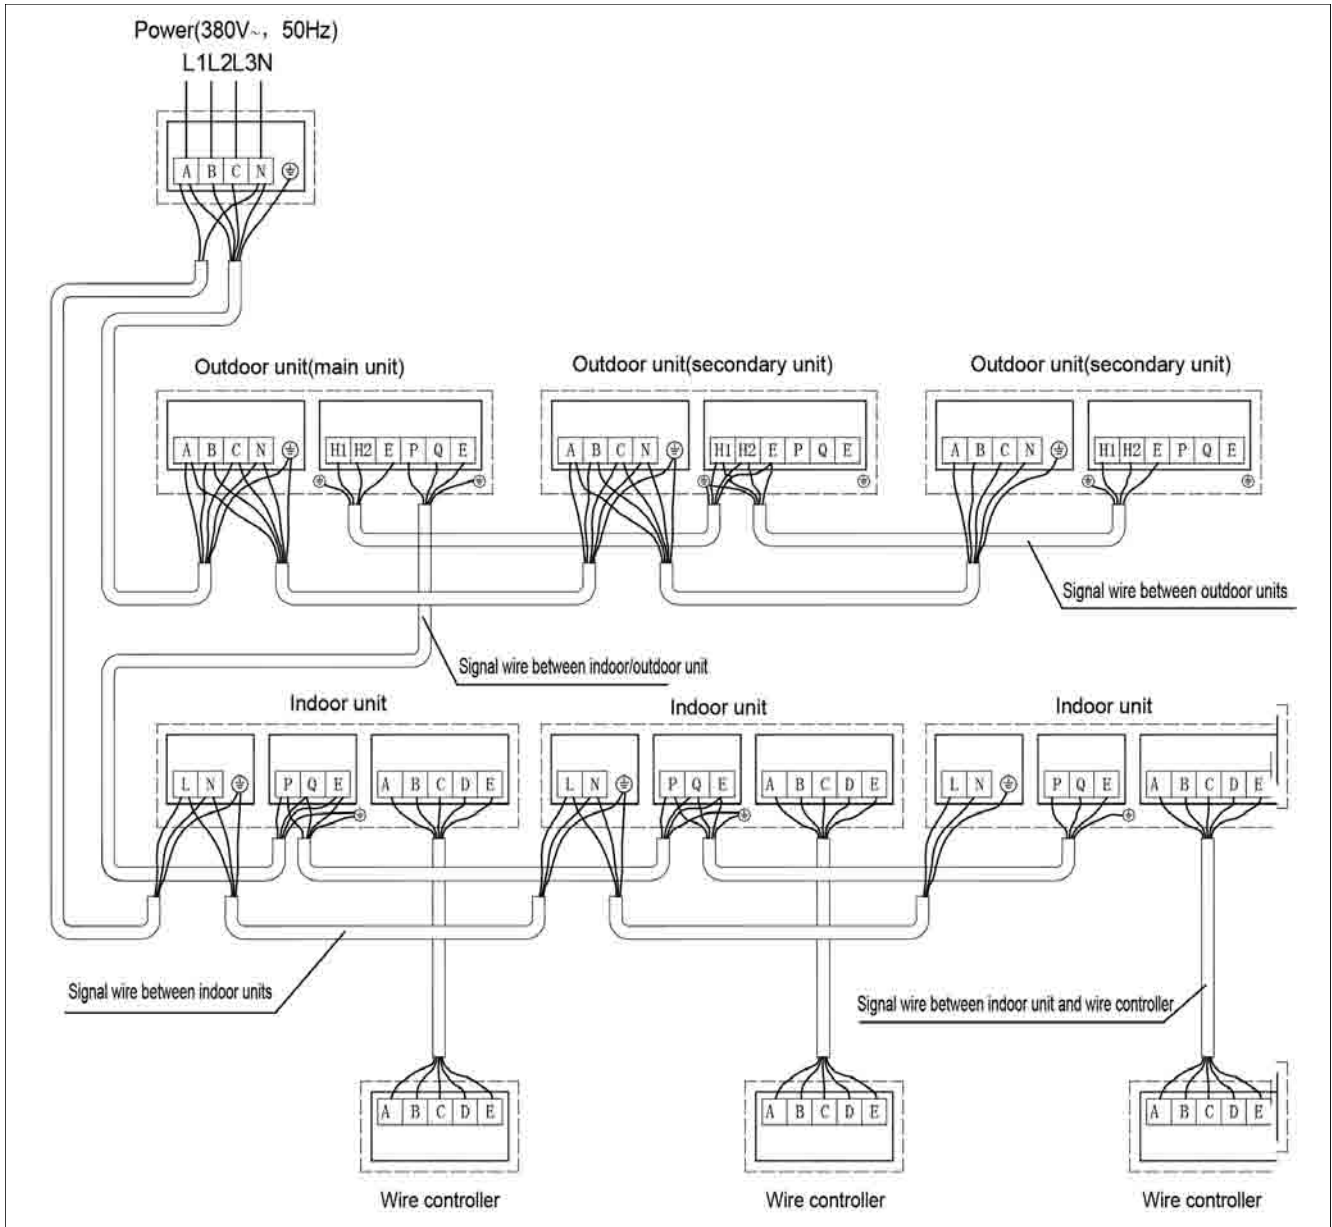 Power(380V~, 50Hz)
L1L2L3N
A B C N
Outdoor unit(main unit)
Outdoor unit(secondary unit)
Outdoor unit(secondary unit)
A B C N H1 H2 E P Q E
A B C N H1 H2 E P Q E
A B C N H1 H2 E P Q E
Signal wire between outdoor units
Signal wire between indoor/outdoor unit
Indoor unit
Indoor unit
Indoor unit
L N P Q E A B C D E
L N P Q E A B C D E
L N P Q E A B C D E
Signal wire between indoor units
Signal wire between indoor unit and wire controller
A B C D E
A B C D E
A B C D E
Wire controller
Wire controller
Wire controller